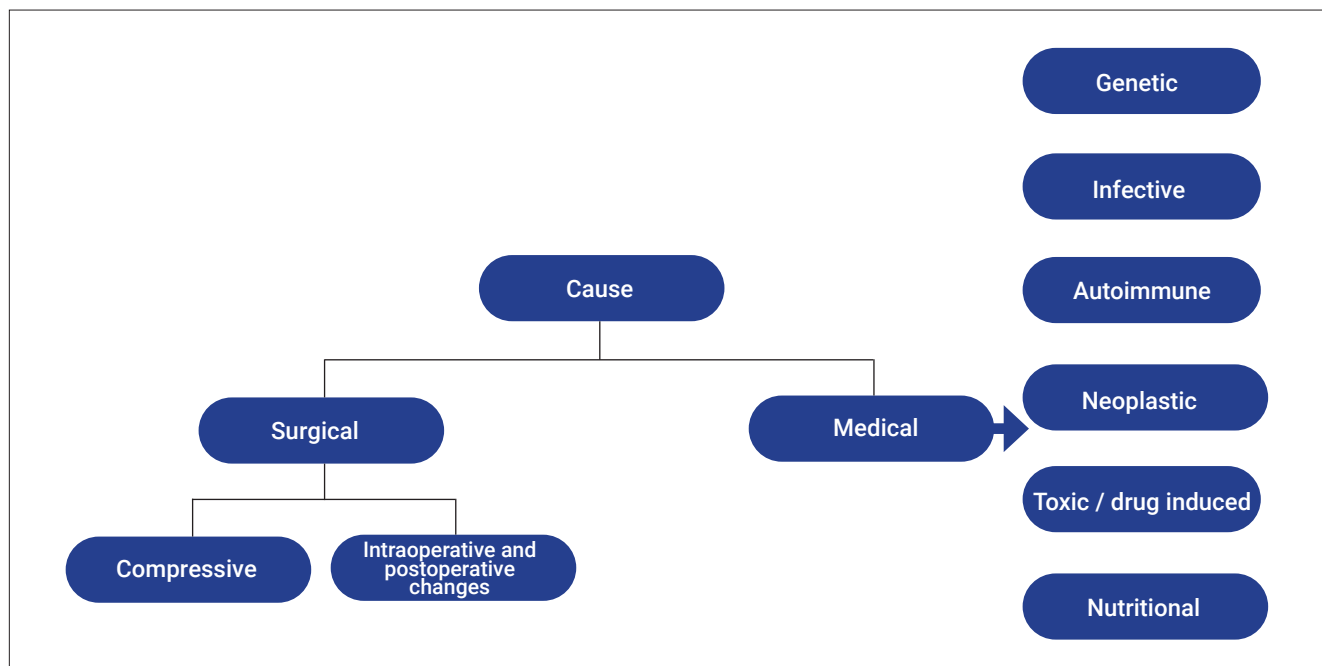 Genetic
Infective
Autoimmune
Cause
Neoplastic
Surgical
Medical
Toxic / drug induced
Compressive
Intraoperative and
postoperative
changes
Nutritional